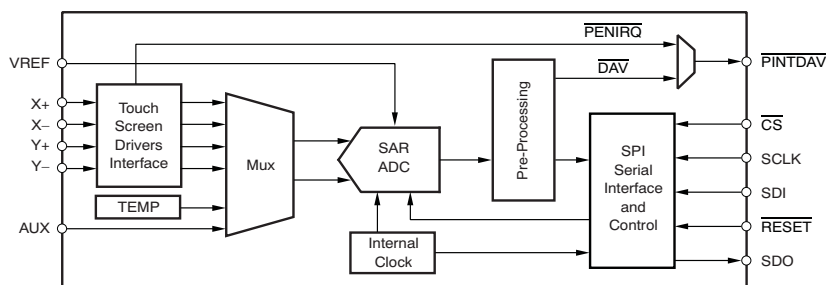 PENIRQ
VREF
PINTDAV
DAV
X+
X−
Y+
Y−
Touch
Screen
Drivers
Interface
Mux
SAR
ADC
Pre-Processing
SPI
Serial
Interface
and
Control
CS
SCLK
SDI
RESET
SDO
TEMP
AUX
Internal
Clock